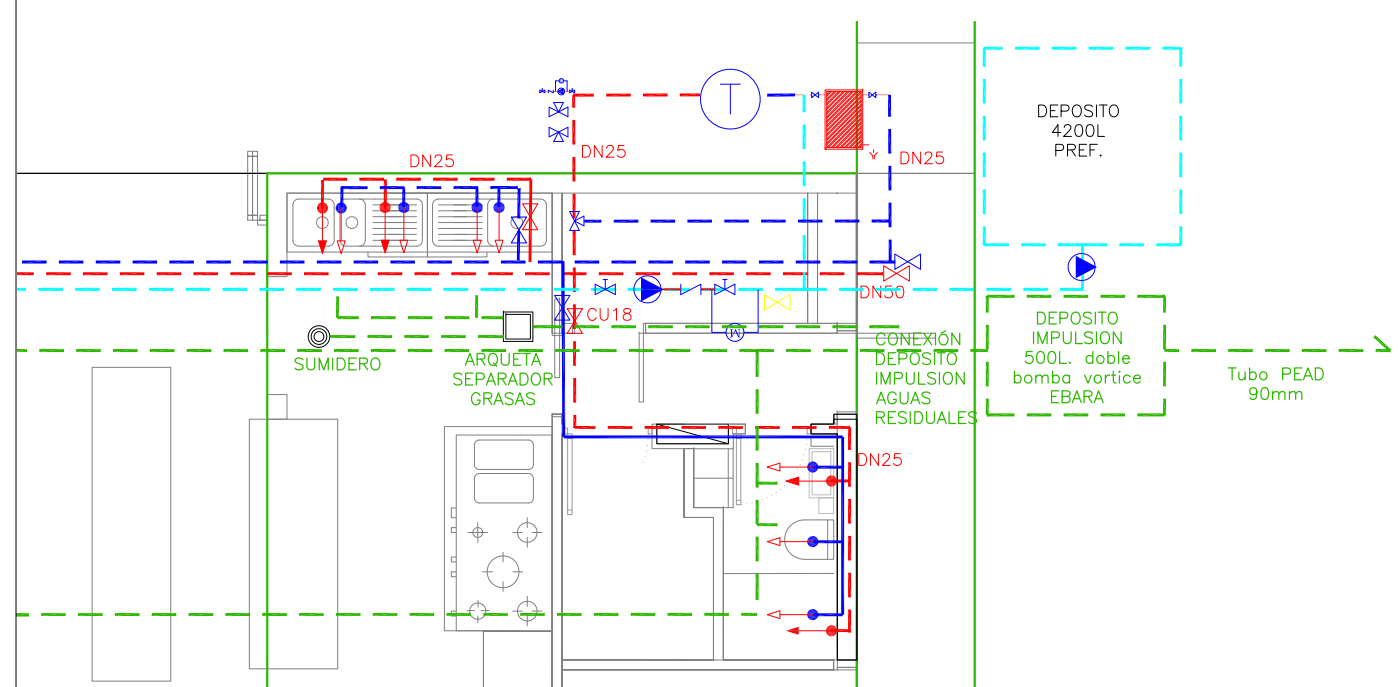 DEPOSITO
4200L
PREF.
T
DN25
DN25
DN25
DN50
CU18
M
SUMIDERO
ARQUETA
SEPARADOR
GRASAS
CONEXIÓN
DEPOSITO
IMPULSION
AGUAS
RESIDUALES
DEPOSITO
IMPULSION
500L. doble
bomba vortice
EBARA
Tubo PEAD
90mm
DN25